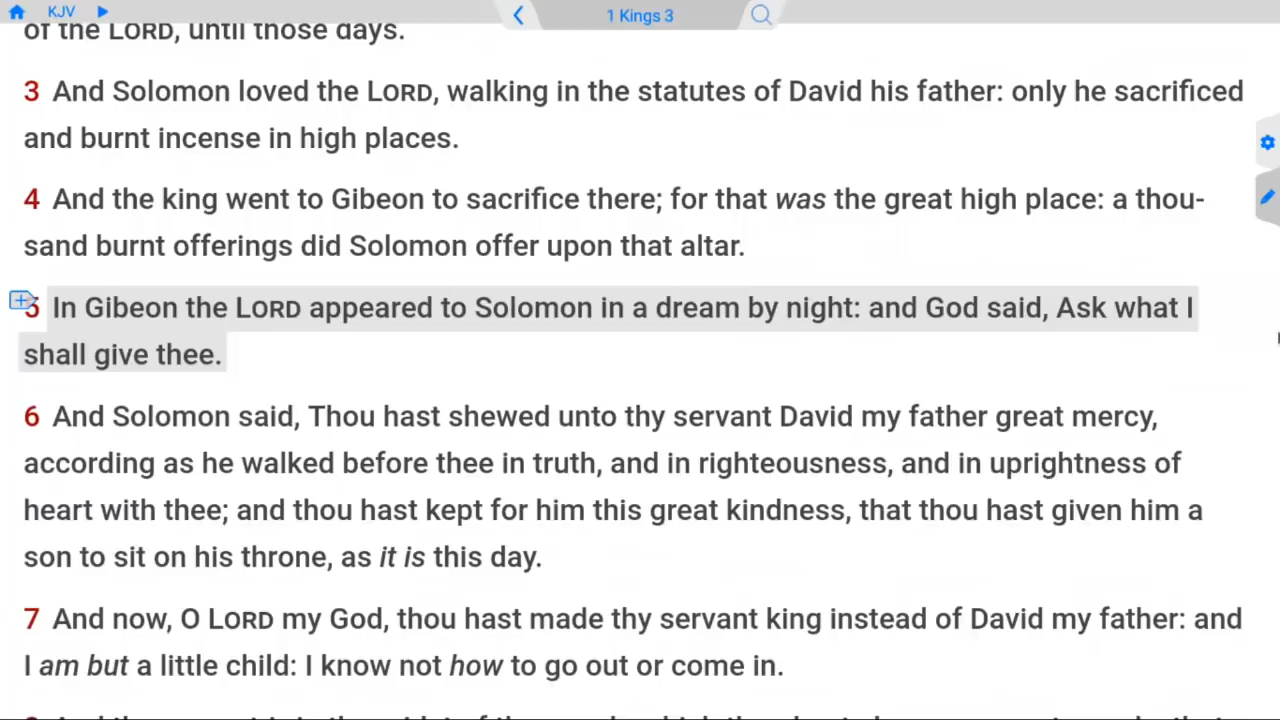 KJV
1 Kings 3
of the LORD, until those days.
3 And Solomon loved the LORD, walking in the statutes of David his father: only he sacrificed
and burnt incense in high places.
4 And the king went to Gibeon to sacrifice there; for that was the great high place: a thou-
sand burnt offerings did Solomon offer upon that altar.
5 In Gibeon the LORD appeared to Solomon in a dream by night: and God said, Ask what I
shall give thee.
6 And Solomon said, Thou hast shewed unto thy servant David my father great mercy,
according as he walked before thee in truth, and in righteousness, and in uprightness of
heart with thee; and thou hast kept for him this great kindness, that thou hast given him a
son to sit on his throne, as it is this day.
7 And now, O LORD my God, thou hast made thy servant king instead of David my father: and
I am but a little child: I know not how to go out or come in.